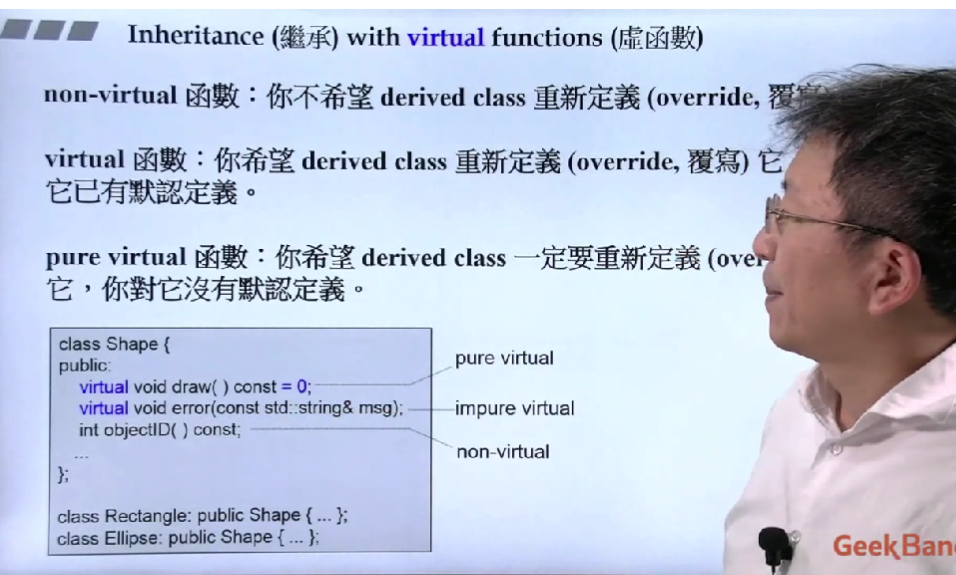 Inheritance (繼承) with virtual functions (虛函數)
non-virtual 函數：你不希望 derived class 重新定義 (override, 覆寫)
virtual 函數：你希望 derived class 重新定義 (override, 覆寫) 它
它已有默認定義。
pure virtual 函數：你希望 derived class 一定要重新定義 (over
它，你對它沒有默認定義。
class Shape {
public:
virtual void draw( ) const = 0;
pure virtual
virtual void error(const std::string& msg);
impure virtual
int objectID( ) const;
non-virtual
...
};
class Rectangle: public Shape { ... };
class Ellipse: public Shape { ... };
GeekBan